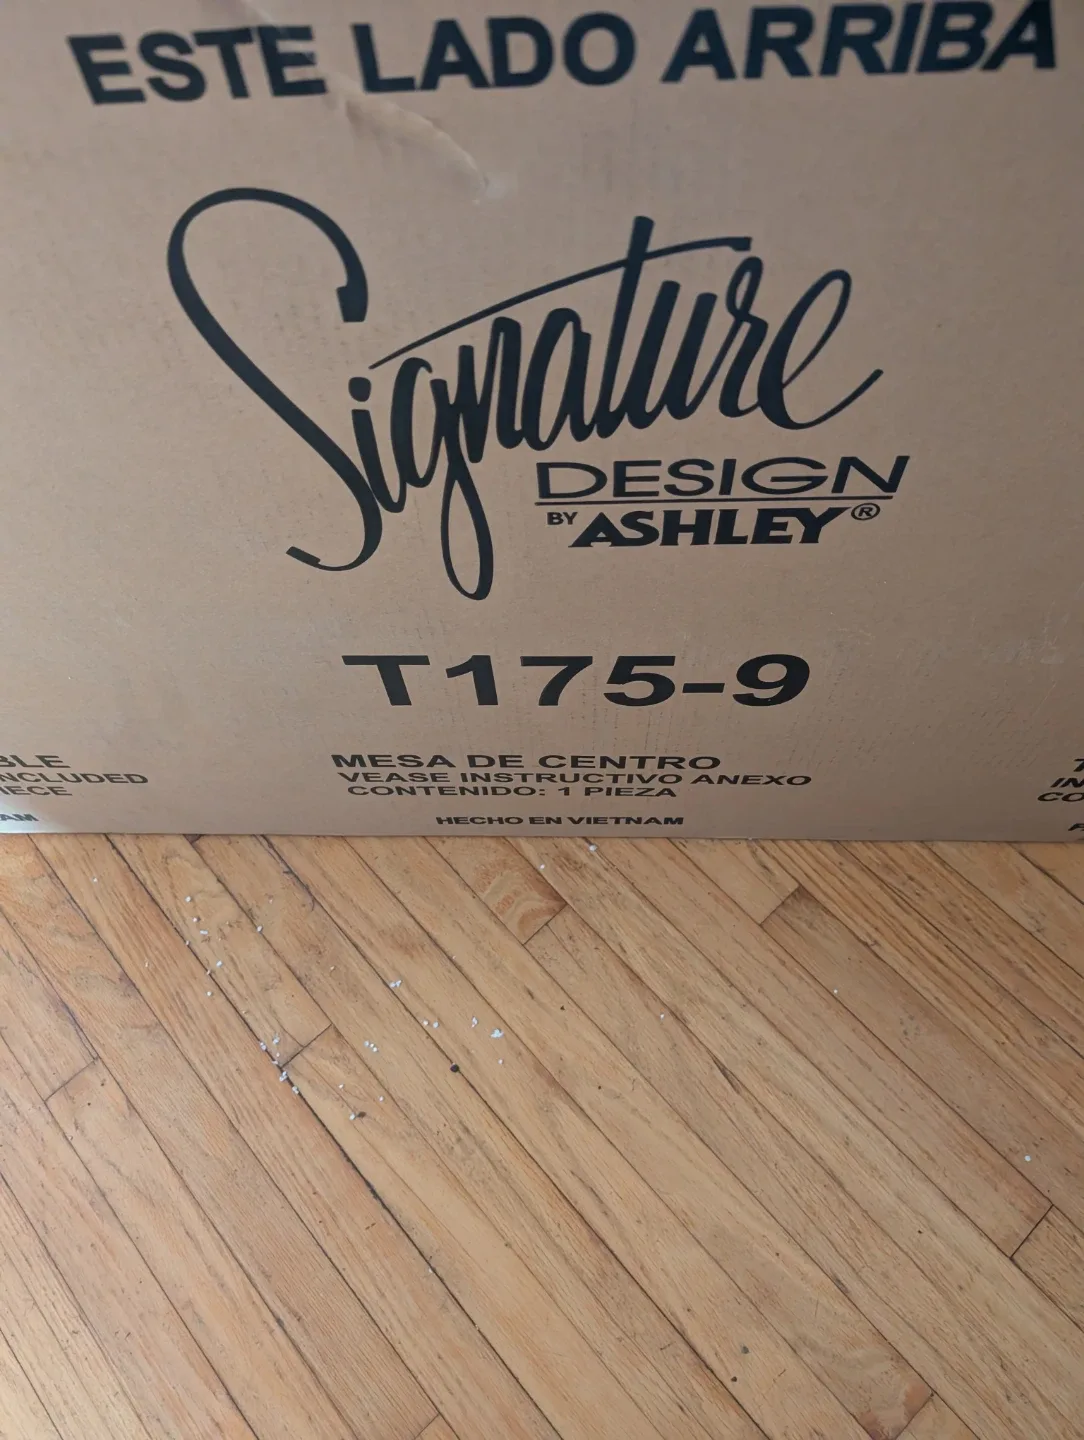 ESTE LADO ARRIBA
Signature
DESIGN
BY ASHLEY®
T175-9
MESA DE CENTRO
VEASE INSTRUCTIVO ANEXO
CONTENIDO: 1 PIEZA
HECHO EN VIETNAM
INCLUDED